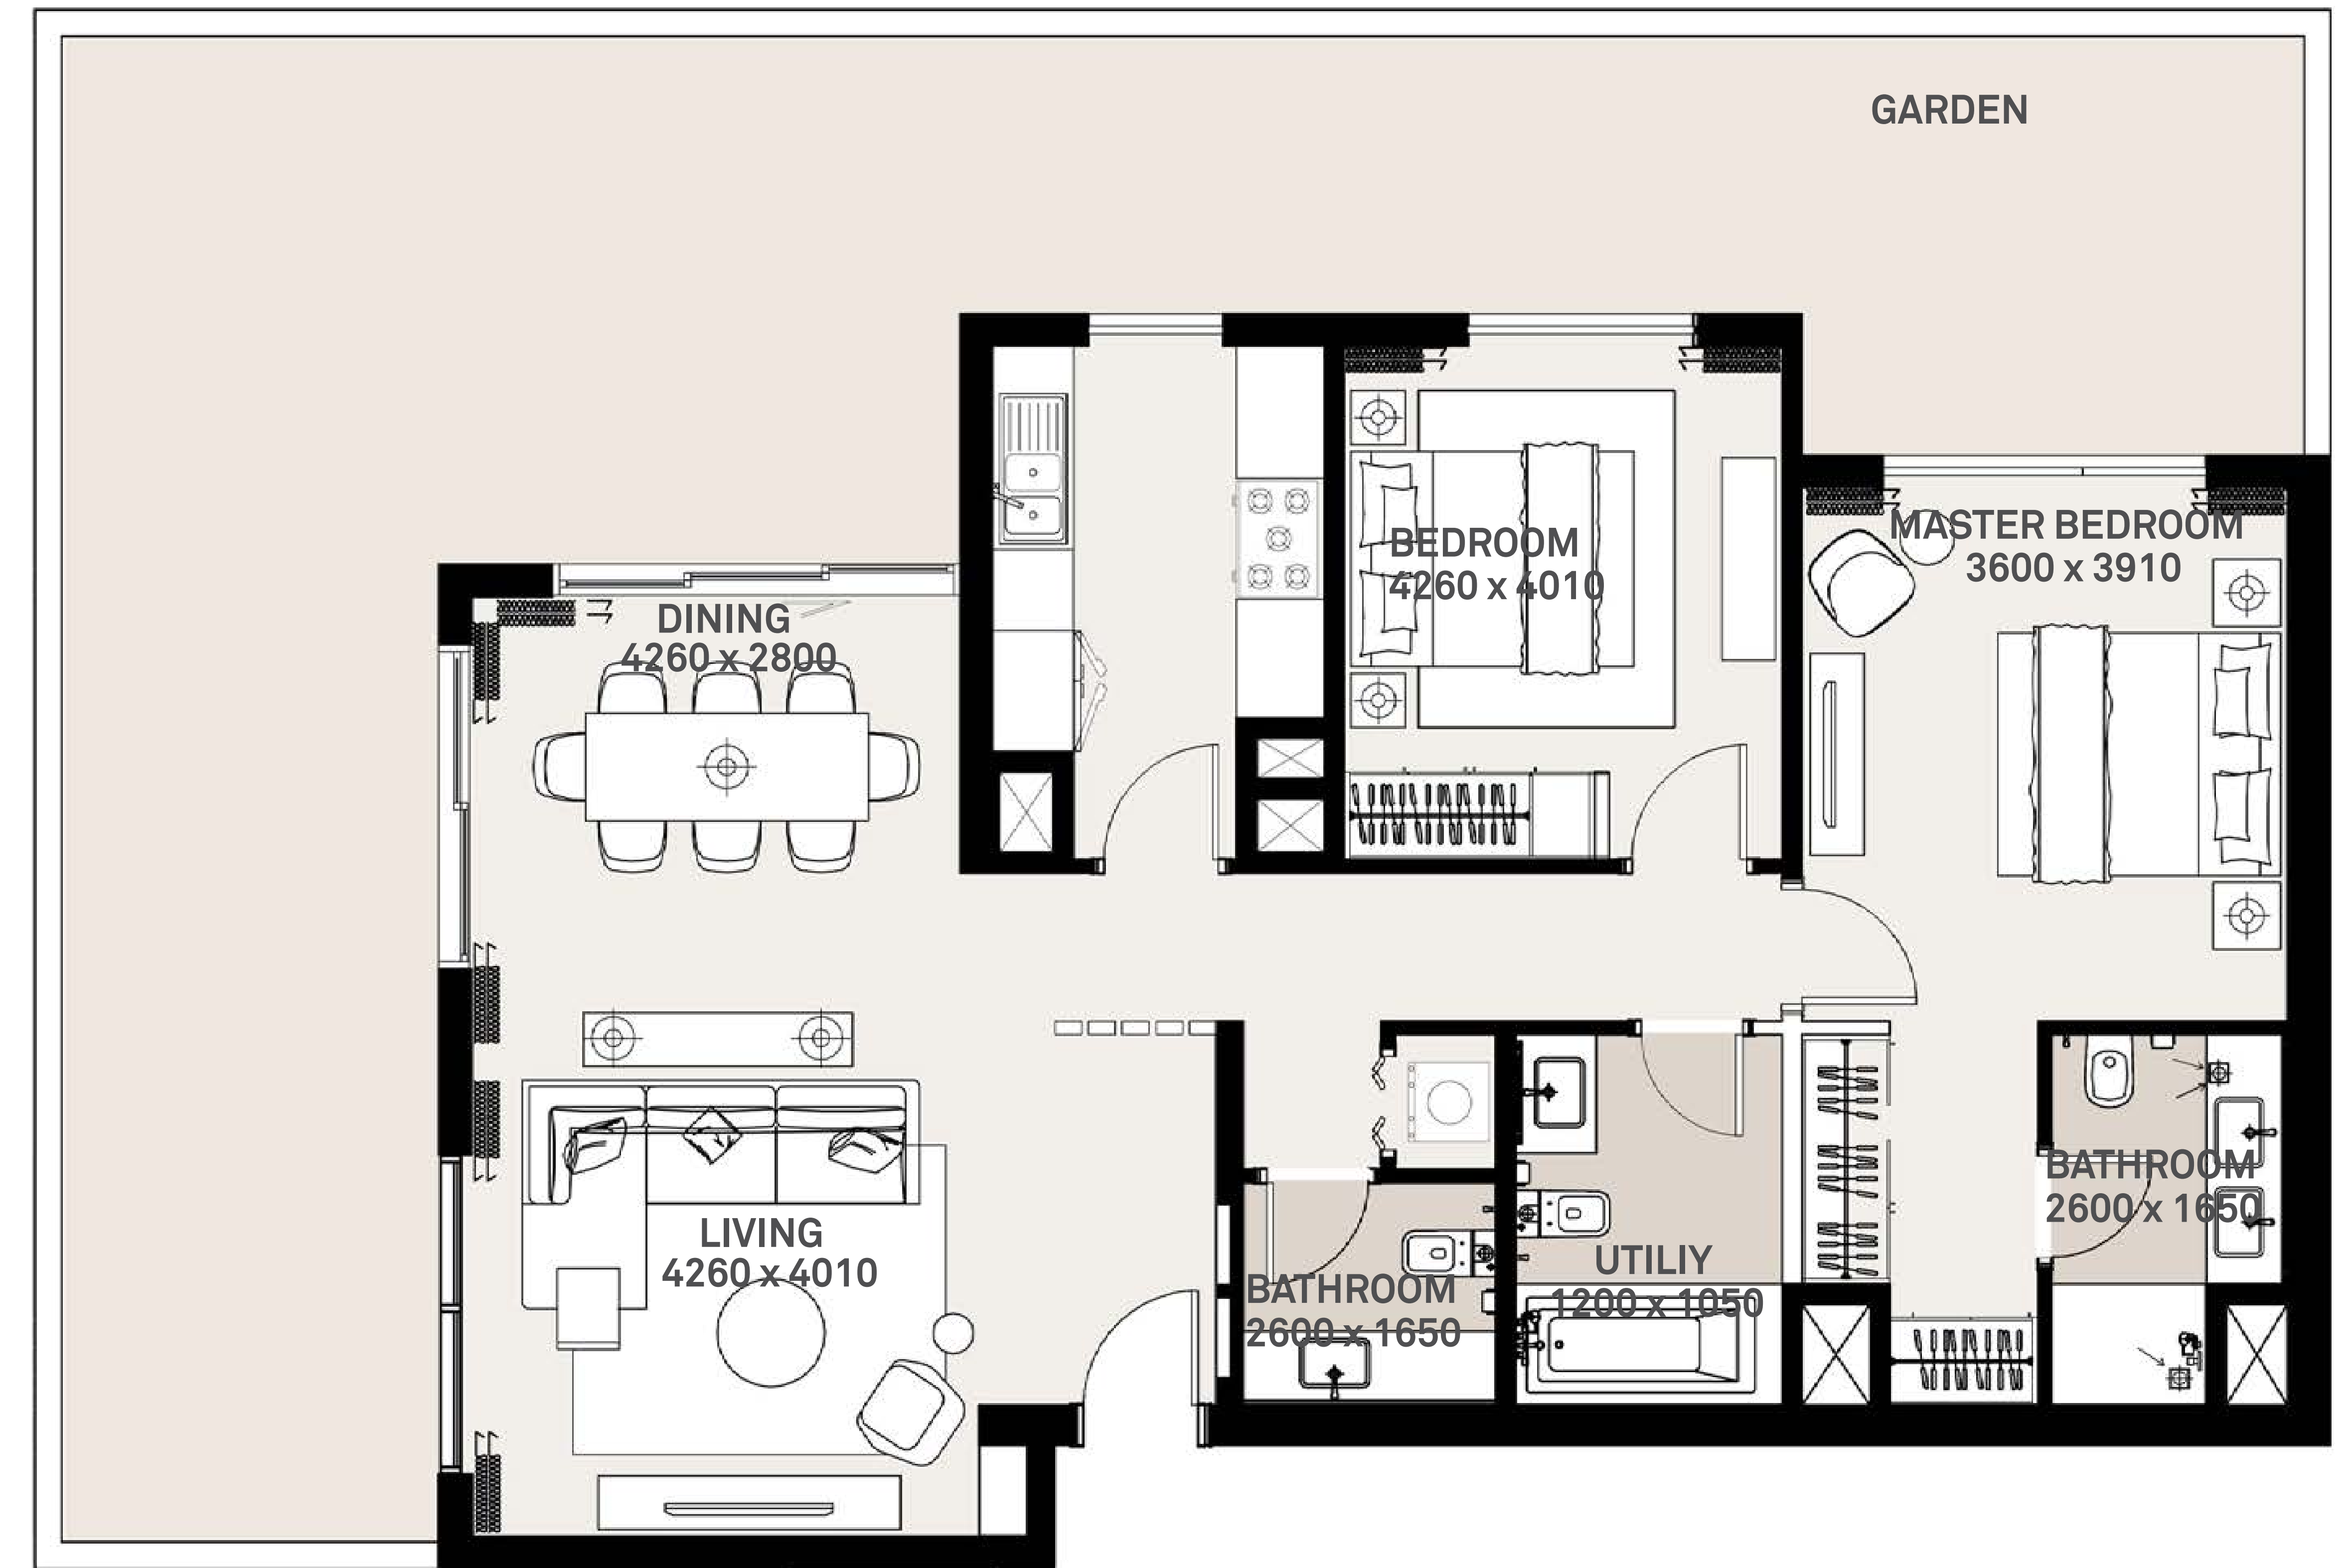 GARDEN
MASTER BEDROOM
3600 x 3910
BEDROOM
4260 x 4010
DINING
4260 x 2800
BATHROOM
2600 x 1650
LIVING
4260 x 4010
UTILIY
1200 x 1050
BATHROOM
2600 x 1650